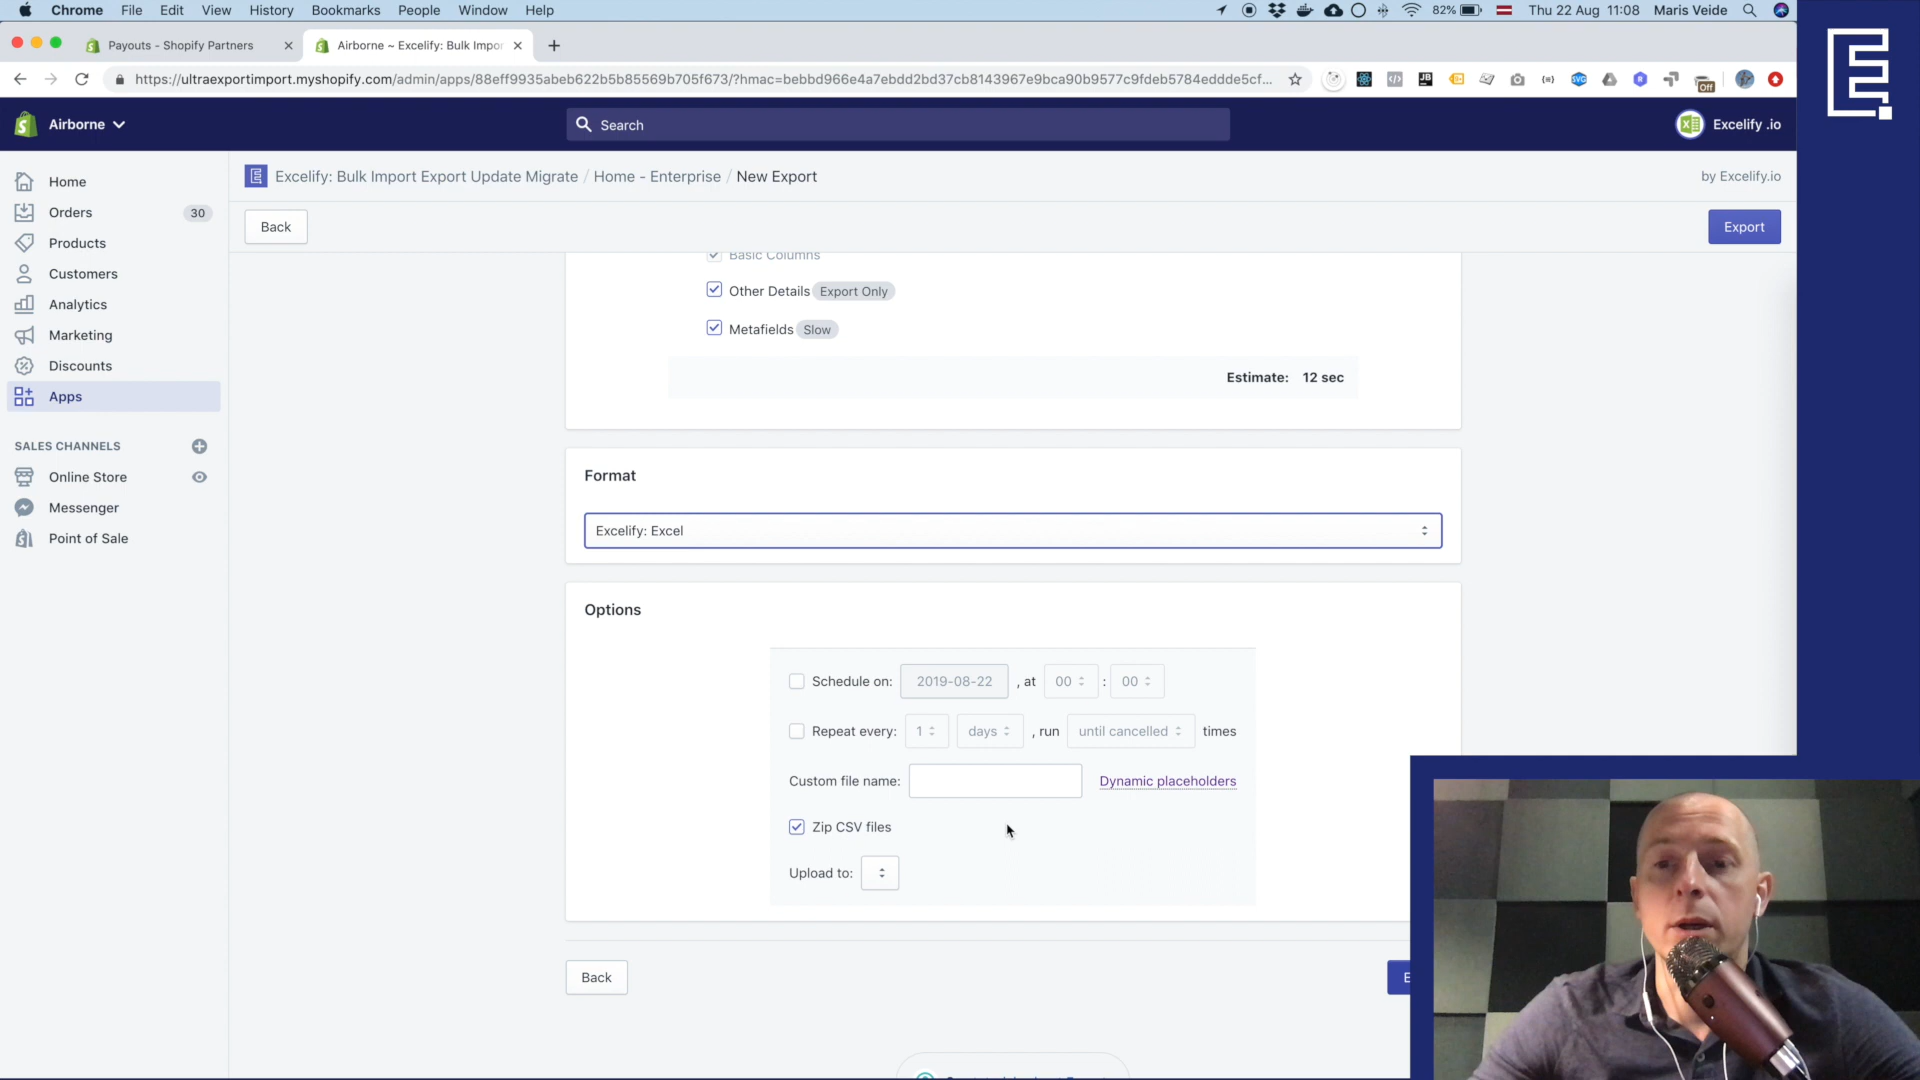 Chrome File Edit View History Bookmarks People Window Help
82% Thu 22 Aug 11:08 Maris Veide
Payouts - Shopify Partners
Airborne ~ Excelify: Bulk Impor
https://ultraexportimport.myshopify.com/admin/apps/88eff9935abeb622b5b85569b705f673/?hmac=bebbd966e4a7ebdd2bd37cb8143967e9bca90b9577c9fdeb5784eddde5cf...
JB
SVG
Off
Airborne
Search
Excelify .io
Home
Orders 30
Products
Customers
Analytics
Marketing
Discounts
Apps
SALES CHANNELS
Online Store
Messenger
Point of Sale
Excelify: Bulk Import Export Update Migrate / Home - Enterprise / New Export
by Excelify.io
Back
Export
Basic Columns
Other Details Export Only
Metafields Slow
Estimate: 12 sec
Format
Excelify: Excel
Options
Schedule on: 2019-08-22 , at 00 : 00
Repeat every: 1 days , run until cancelled times
Custom file name: Dynamic placeholders
Zip CSV files
Upload to:
Back
E